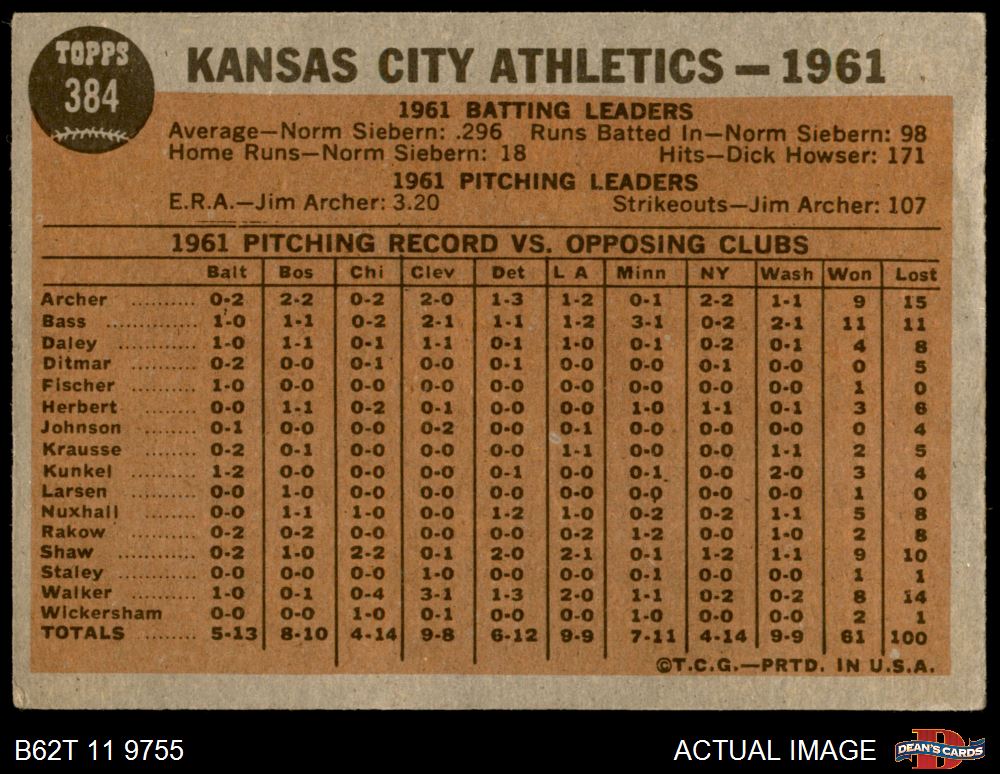 TOPPS
384
KANSAS CITY ATHLETICS — 1961
1961 BATTING LEADERS
Average—Norm Siebern: .296 Runs Batted In—Norm Siebern: 98
Home Runs—Norm Siebern: 18 Hits—Dick Howser: 171
1961 PITCHING LEADERS
E.R.A.—Jim Archer: 3.20 Strikeouts—Jim Archer: 107
1961 PITCHING RECORD VS. OPPOSING CLUBS
Balt Bos Chi Clev Det L A Minn NY Wash Won Lost
Archer .......... 0-2 2-2 0-2 2-0 1-3 1-2 0-1 2-2 1-1 9 15
Bass .............. 1-0 1-1 0-2 2-1 1-1 1-2 3-1 0-2 2-1 11 11
Daley ............ 1-0 1-1 0-1 1-1 0-1 1-0 0-1 0-2 0-1 4 8
Ditmar .......... 0-2 0-0 0-1 0-0 0-1 0-0 0-0 0-1 0-0 0 5
Fischer .......... 1-0 0-0 0-0 0-0 0-0 0-0 0-0 0-0 0-0 1 0
Herbert ......... 0-0 1-1 0-2 0-1 0-0 0-0 1-0 1-1 0-1 3 6
Johnson ........ 0-1 0-0 0-0 0-2 0-0 0-1 0-0 0-0 0-0 0 4
Krausse ......... 0-2 0-1 0-0 0-0 0-0 1-1 0-0 0-0 1-1 2 5
Kunkel .......... 1-2 0-0 0-0 0-0 0-1 0-0 0-1 0-0 2-0 3 4
Larsen .......... 0-0 1-0 0-0 0-0 0-0 0-0 0-0 0-0 0-0 1 0
Nuxhall ......... 0-0 1-1 1-0 0-0 1-2 1-0 0-2 0-2 1-1 5 8
Rakow .......... 0-2 0-2 0-0 0-0 0-0 0-2 1-2 0-0 1-0 2 8
Shaw ............ 0-2 1-0 2-2 0-1 2-0 2-1 0-1 1-2 1-1 9 10
Staley ............ 0-0 0-0 0-0 1-0 0-0 0-0 0-1 0-0 0-0 1 1
Walker .......... 1-0 0-1 0-4 3-1 1-3 2-0 1-1 0-2 0-2 8 14
Wickersham 0-0 0-0 1-0 0-1 0-0 0-0 1-0 0-0 0-0 2 1
TOTALS ........ 5-13 8-10 4-14 9-8 6-12 9-9 7-11 4-14 9-9 61 100
©T.C.G.—PRTD. IN U.S.A.
B62T 11 9755 ACTUAL IMAGE DEAN'S CARDS